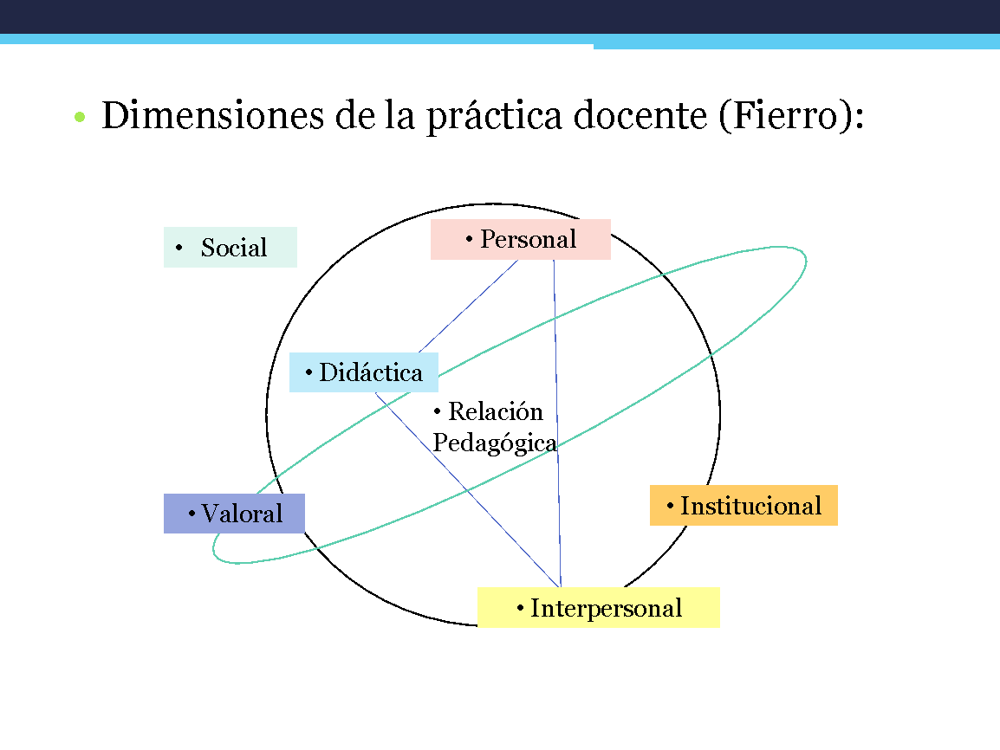 • Dimensiones de la práctica docente (Fierro):
• Social
• Personal
• Didáctica
• Relación
Pedagógica
• Valoral
• Institucional
• Interpersonal